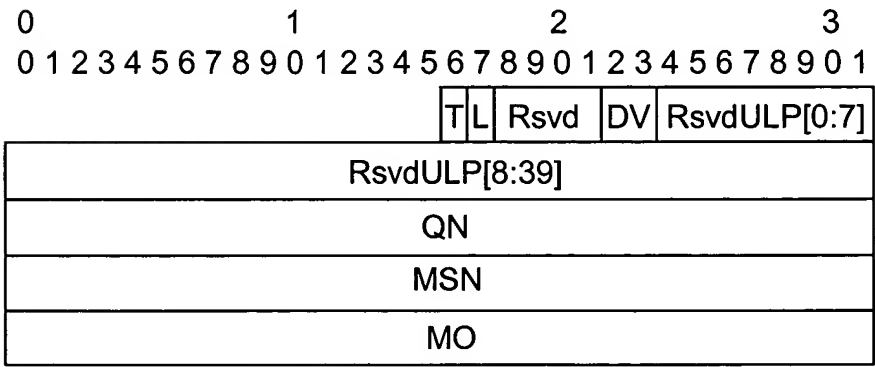 0 1 2 3
0 1 2 3 4 5 6 7 8 9 0 1 2 3 4 5 6 7 8 9 0 1 2 3 4 5 6 7 8 9 0 1
T L Rsvd DV RsvdULP[0:7]
RsvdULP[8:39]
QN
MSN
MO